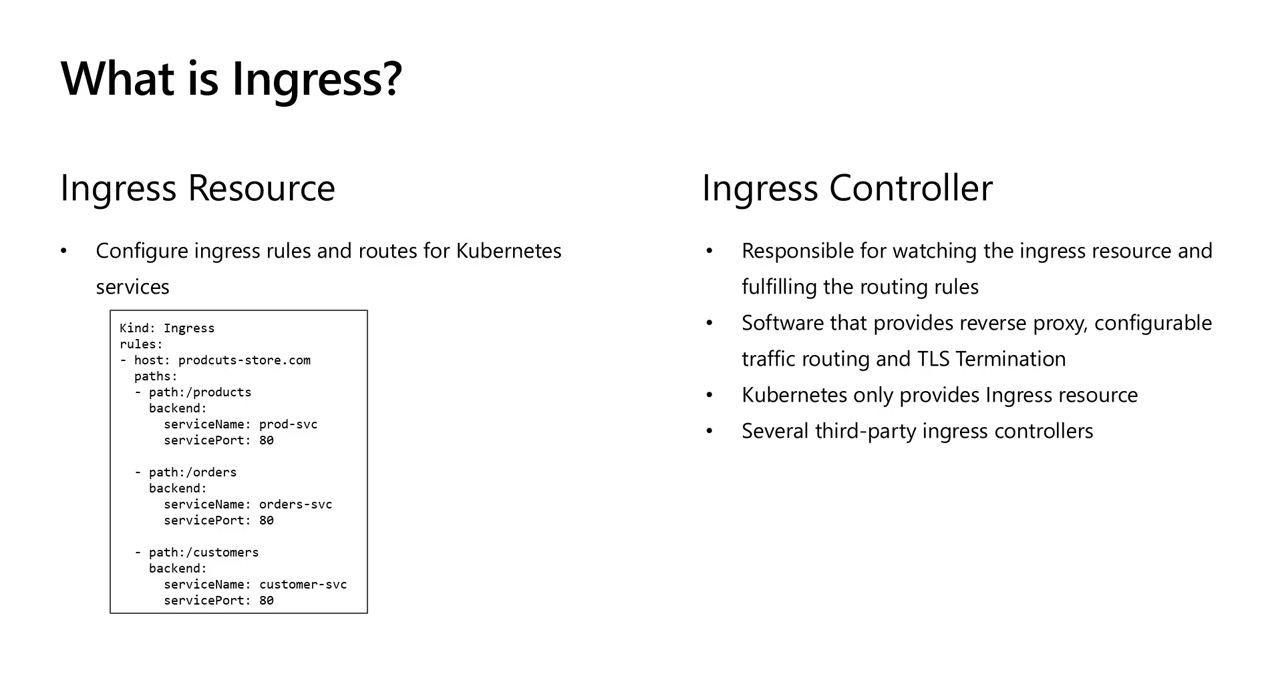 What is Ingress?
Ingress Resource
• Configure ingress rules and routes for Kubernetes
services
Kind: Ingress
rules:
- host: prodcuts-store.com
  paths:
  - path:/products
    backend:
      serviceName: prod-svc
      servicePort: 80

  - path:/orders
    backend:
      serviceName: orders-svc
      servicePort: 80

  - path:/customers
    backend:
      serviceName: customer-svc
      servicePort: 80
Ingress Controller
• Responsible for watching the ingress resource and
fulfilling the routing rules
• Software that provides reverse proxy, configurable
traffic routing and TLS Termination
• Kubernetes only provides Ingress resource
• Several third-party ingress controllers